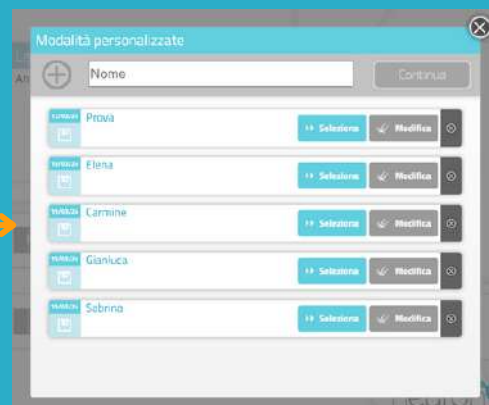 Modalità personalizzate
Nome
Continua
Prova
Seleziona Modifica
Elena
Seleziona Modifica
Carmine
Seleziona Modifica
Gianluca
Seleziona Modifica
Sabrina
Seleziona Modifica